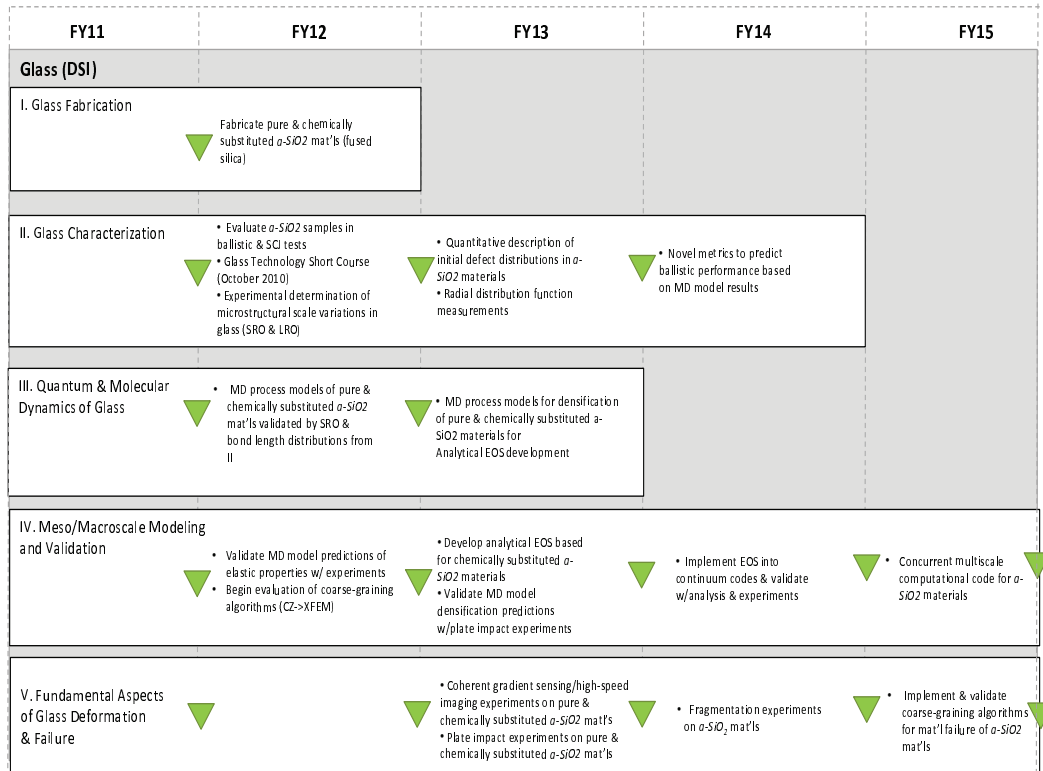 FY11 FY12 FY13 FY14 FY15
Glass (DSI)
I. Glass Fabrication
Fabricate pure & chemically
substituted a-SiO2 mat'ls (fused
silica)
II. Glass Characterization
• Evaluate a-SiO2 samples in
ballistic & SCJ tests
• Glass Technology Short Course
(October 2010)
• Experimental determination of
microstructural scale variations in
glass (SRO & LRO)
• Quantitative description of
initial defect distributions in a-
SiO2 materials
• Radial distribution function
measurements
• Novel metrics to predict
ballistic performance based
on MD model results
III. Quantum & Molecular
Dynamics of Glass
• MD process models of pure &
chemically substituted a-SiO2
mat'ls validated by SRO &
bond length distributions from
II
• MD process models for densification
of pure & chemically substituted a-
SiO2 materials for
Analytical EOS development
IV. Meso/Macroscale Modeling
and Validation
• Validate MD model predictions of
elastic properties w/ experiments
• Begin evaluation of coarse-graining
algorithms (CZ->XFEM)
• Develop analytical EOS based
for chemically substituted a-
SiO2 materials
• Validate MD model
densification predictions
w/plate impact experiments
• Implement EOS into
continuum codes & validate
w/analysis & experiments
• Concurrent multiscale
computational code for a-
SiO2 materials
V. Fundamental Aspects
of Glass Deformation
& Failure
• Coherent gradient sensing/high-speed
imaging experiments on pure &
chemically substituted a-SiO2 mat'ls
• Plate impact experiments on pure &
chemically substituted a-SiO2 mat'ls
• Fragmentation experiments
on a-SiO₂ mat'ls
• Implement & validate
coarse-graining algorithms
for mat'l failure of a-SiO2
mat'ls